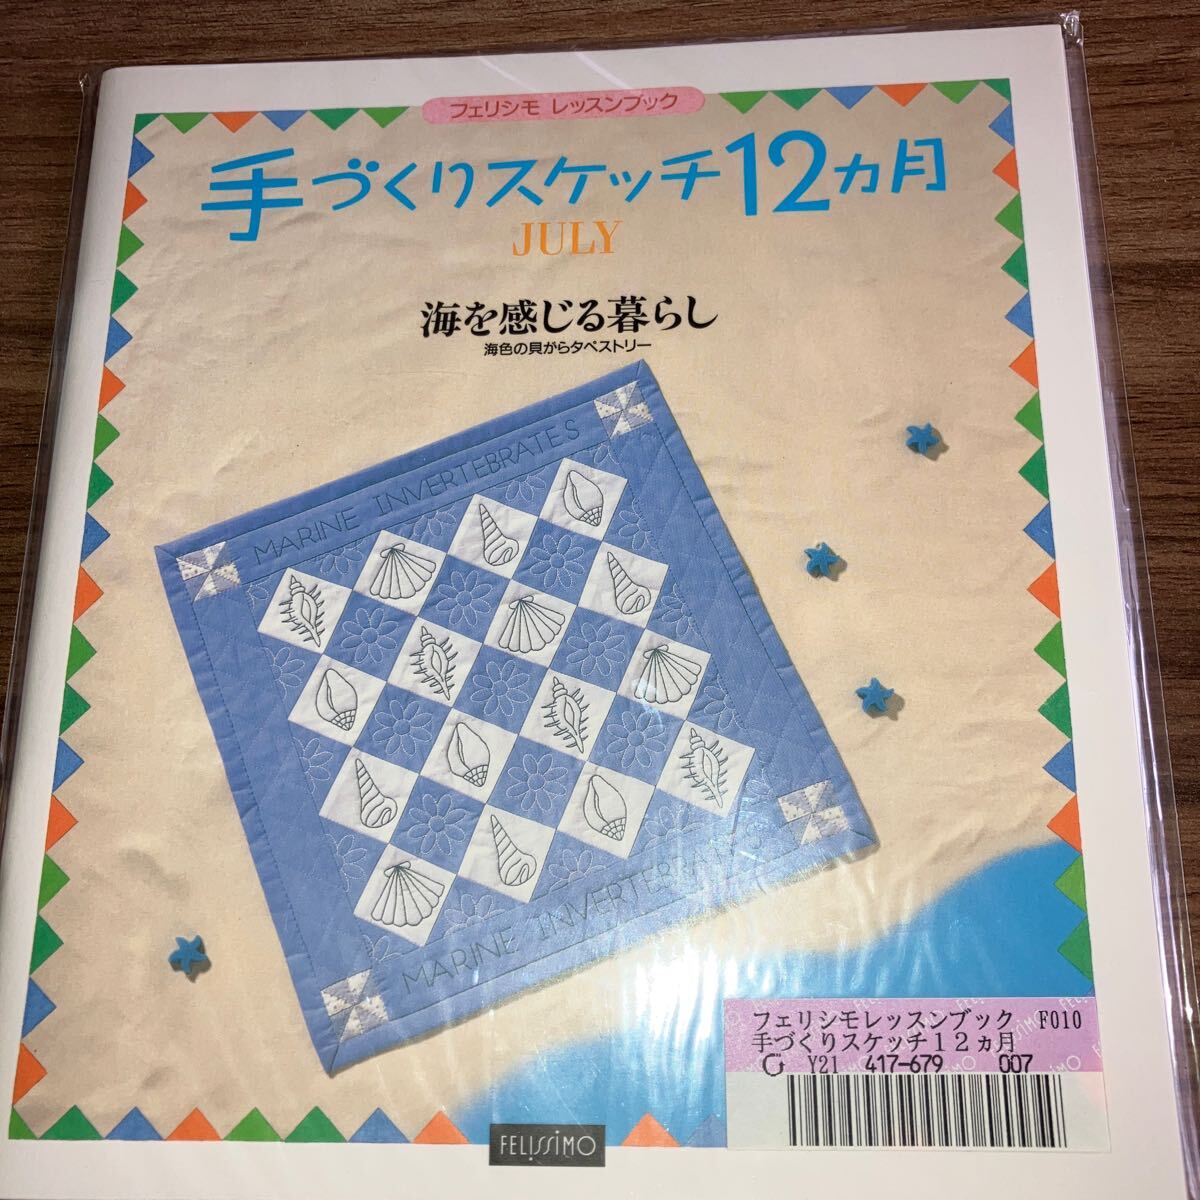 フェリシモ レッスンブック
手づくりスケッチ12ヵ月
JULY
海を感じる暮らし
海色の貝がらタペストリー
MARINE INVERTEBRATES
MARINE INVERTEBRATES
フェリシモレッスンブック F010
手づくりスケッチ12ヵ月
G Y21 417-679 007
FELISSIMO
FELISSIMO